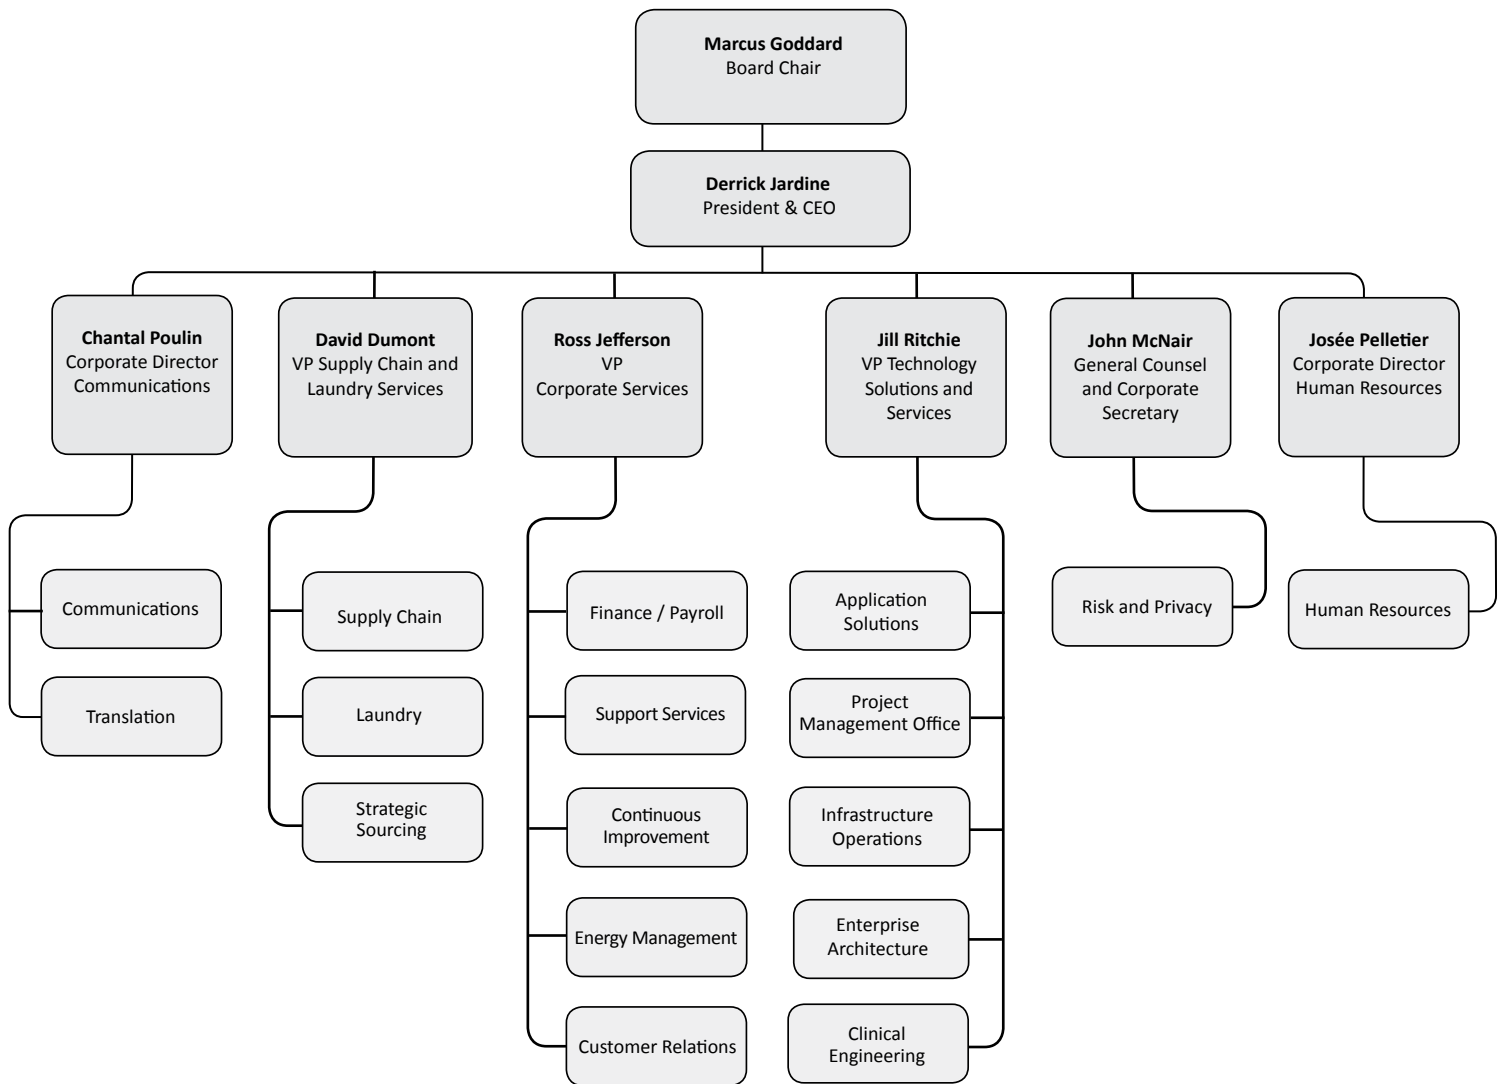 Marcus Goddard
Board Chair
Derrick Jardine
President & CEO
Chantal Poulin
Corporate Director
Communications
David Dumont
VP Supply Chain and
Laundry Services
Ross Jefferson
VP
Corporate Services
Jill Ritchie
VP Technology
Solutions and
Services
John McNair
General Counsel
and Corporate
Secretary
Josée Pelletier
Corporate Director
Human Resources
Communications
Translation
Supply Chain
Laundry
Strategic
Sourcing
Finance / Payroll
Support Services
Continuous
Improvement
Energy Management
Customer Relations
Application
Solutions
Project
Management Office
Infrastructure
Operations
Enterprise
Architecture
Clinical
Engineering
Risk and Privacy
Human Resources